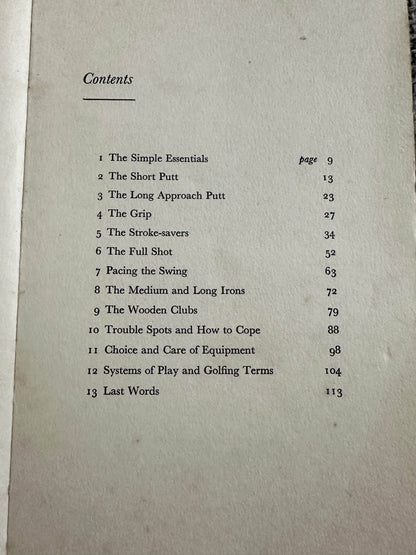 Contents
1 The Simple Essentials page 9
2 The Short Putt 13
3 The Long Approach Putt 23
4 The Grip 27
5 The Stroke-savers 34
6 The Full Shot 52
7 Pacing the Swing 63
8 The Medium and Long Irons 72
9 The Wooden Clubs 79
10 Trouble Spots and How to Cope 88
11 Choice and Care of Equipment 98
12 Systems of Play and Golfing Terms 104
13 Last Words 113